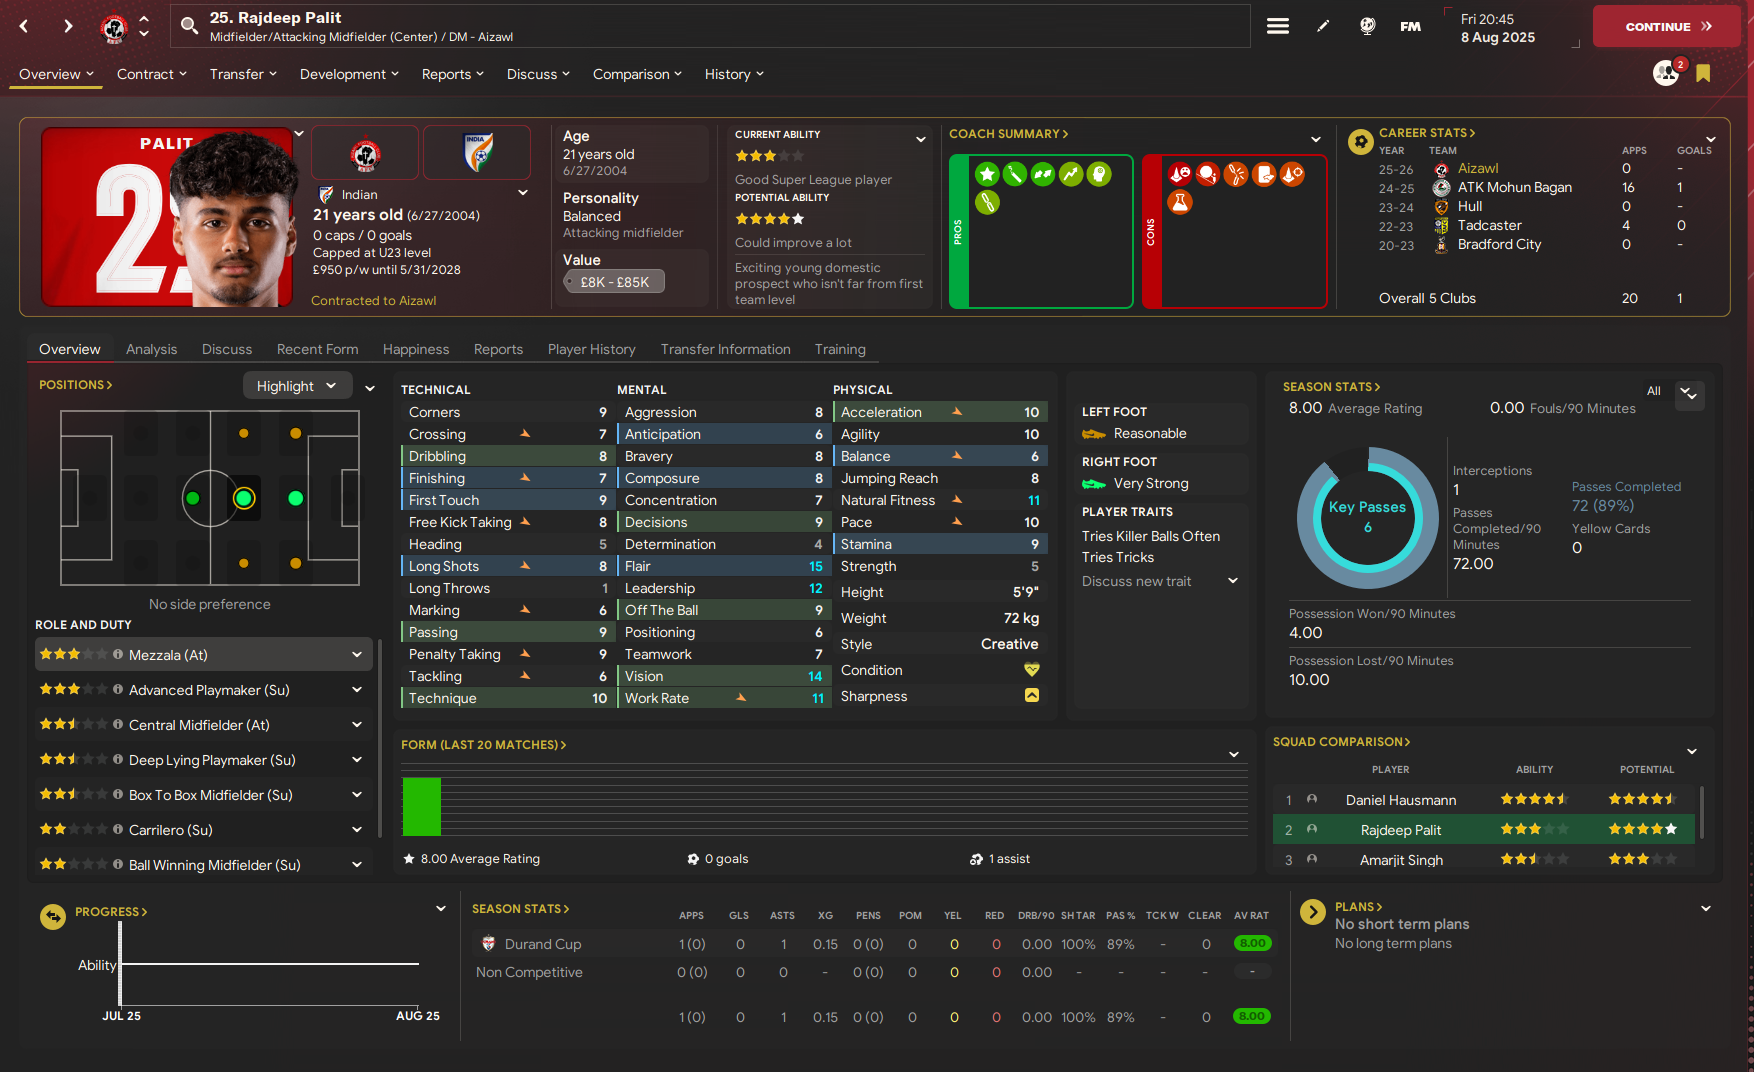 25. Rajdeep Palit
Midfielder/Attacking Midfielder (Center) / DM - Aizawl
FM
Fri 20:45
8 Aug 2025
CONTINUE
Overview
Contract
Transfer
Development
Reports
Discuss
Comparison
History
2
PALIT
INDIA
Indian
21 years old (6/27/2004)
0 caps / 0 goals
Capped at U23 level
£950 p/w until 5/31/2028
Contracted to Aizawl
Age
21 years old
6/27/2004
Personality
Balanced
Attacking midfielder
Value
£8K - £85K
CURRENT ABILITY
Good Super League player
POTENTIAL ABILITY
Could improve a lot
Exciting young domestic
prospect who isn't far from first
team level
COACH SUMMARY >
PROS
CONS
CAREER STATS >
YEAR TEAM APPS GOALS
25-26 Aizawl 0 -
24-25 ATK Mohun Bagan 16 1
23-24 Hull 0 -
22-23 Tadcaster 4 0
20-23 Bradford City 0 -
Overall 5 Clubs 20 1
Overview Analysis Discuss Recent Form Happiness Reports Player History Transfer Information Training
POSITIONS >
Highlight
No side preference
ROLE AND DUTY
Mezzala (At)
Advanced Playmaker (Su)
Central Midfielder (At)
Deep Lying Playmaker (Su)
Box To Box Midfielder (Su)
Carrilero (Su)
Ball Winning Midfielder (Su)
TECHNICAL
Corners 9
Crossing 7
Dribbling 8
Finishing 7
First Touch 9
Free Kick Taking 8
Heading 5
Long Shots 8
Long Throws 1
Marking 6
Passing 9
Penalty Taking 9
Tackling 6
Technique 10
MENTAL
Aggression 8
Anticipation 6
Bravery 8
Composure 8
Concentration 7
Decisions 9
Determination 4
Flair 15
Leadership 12
Off The Ball 9
Positioning 6
Teamwork 7
Vision 14
Work Rate 11
PHYSICAL
Acceleration 10
Agility 10
Balance 6
Jumping Reach 8
Natural Fitness 11
Pace 10
Stamina 9
Strength 5
Height 5'9"
Weight 72 kg
Style Creative
Condition
Sharpness
LEFT FOOT
Reasonable
RIGHT FOOT
Very Strong
PLAYER TRAITS
Tries Killer Balls Often
Tries Tricks
Discuss new trait
SEASON STATS >
All
8.00 Average Rating
0.00 Fouls/90 Minutes
Key Passes
6
Interceptions
1
Passes
Completed/90
Minutes
72.00
Passes Completed
72 (89%)
Yellow Cards
0
Possession Won/90 Minutes
4.00
Possession Lost/90 Minutes
10.00
FORM (LAST 20 MATCHES) >
8.00 Average Rating
0 goals
1 assist
SQUAD COMPARISON >
PLAYER ABILITY POTENTIAL
1 Daniel Hausmann
2 Rajdeep Palit
3 Amarjit Singh
PROGRESS >
Ability
JUL 25 AUG 25
SEASON STATS > APPS GLS ASTS XG PENS POM YEL RED DRB/90 SH TAR PAS % TCK W CLEAR AV RAT
Durand Cup 1 (0) 0 1 0.15 0 (0) 0 0 0 0.00 100% 89% - 0 8.00
Non Competitive 0 (0) 0 0 - 0 (0) 0 0 0 0.00 - - - - -
1 (0) 0 1 0.15 0 (0) 0 0 0 0.00 100% 89% - 0 8.00
PLANS >
No short term plans
No long term plans